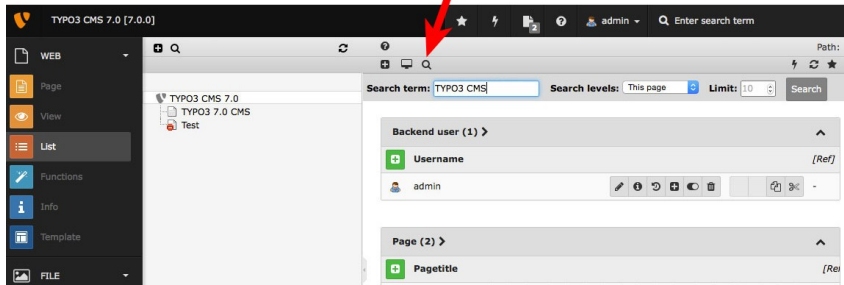 TYPO3 CMS 7.0 [7.0.0]
2
admin
Enter search term
WEB
Page
View
List
Functions
Info
Template
FILE
TYPO3 CMS 7.0
TYPO3 7.0 CMS
Test
Path:
Search term: TYPO3 CMS Search levels: This page Limit: 10 Search
Backend user (1)
Username [Ref]
admin -
Page (2)
Pagetitle [Re